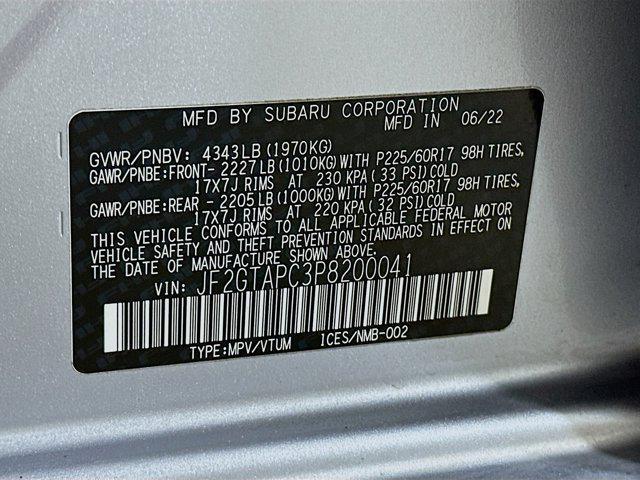 MFD BY SUBARU CORPORATION
MFD IN 06/22
GVWR/PNBV: 4343LB (1970KG)
GAWR/PNBE:FRONT- 2227LB (1010KG) WITH P225/60R17 98H TIRES,
17X7J RIMS AT 230 KPA ( 33 PSI) COLD
GAWR/PNBE:REAR - 2205LB (1000KG) WITH P225/60R17 98H TIRES,
17X7J RIMS AT 220 KPA ( 32 PSI) COLD
THIS VEHICLE CONFORMS TO ALL APPLICABLE FEDERAL MOTOR
VEHICLE SAFETY AND THEFT PREVENTION STANDARDS IN EFFECT ON
THE DATE OF MANUFACTURE SHOWN ABOVE.
VIN: JF2GTAPC3P8200041
TYPE:MPV/VTUM ICES/NMB-002